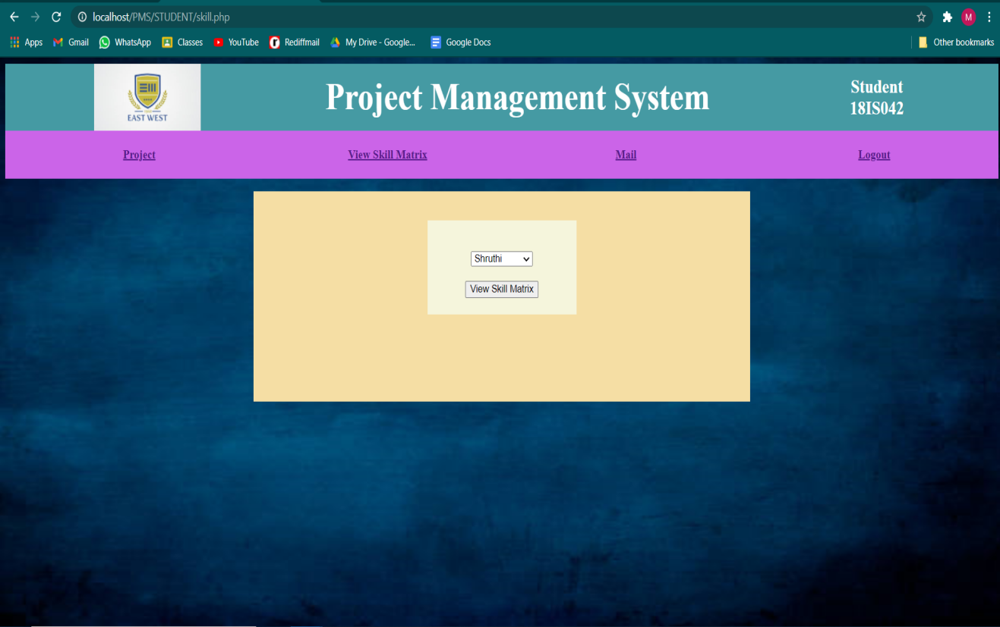 localhost/PMS/STUDENT/skill.php
M
Apps Gmail WhatsApp Classes YouTube Rediffmail My Drive - Google... Google Docs Other bookmarks
EAST WEST
Project Management System
Student
18IS042
Project View Skill Matrix Mail Logout
Shruthi
View Skill Matrix